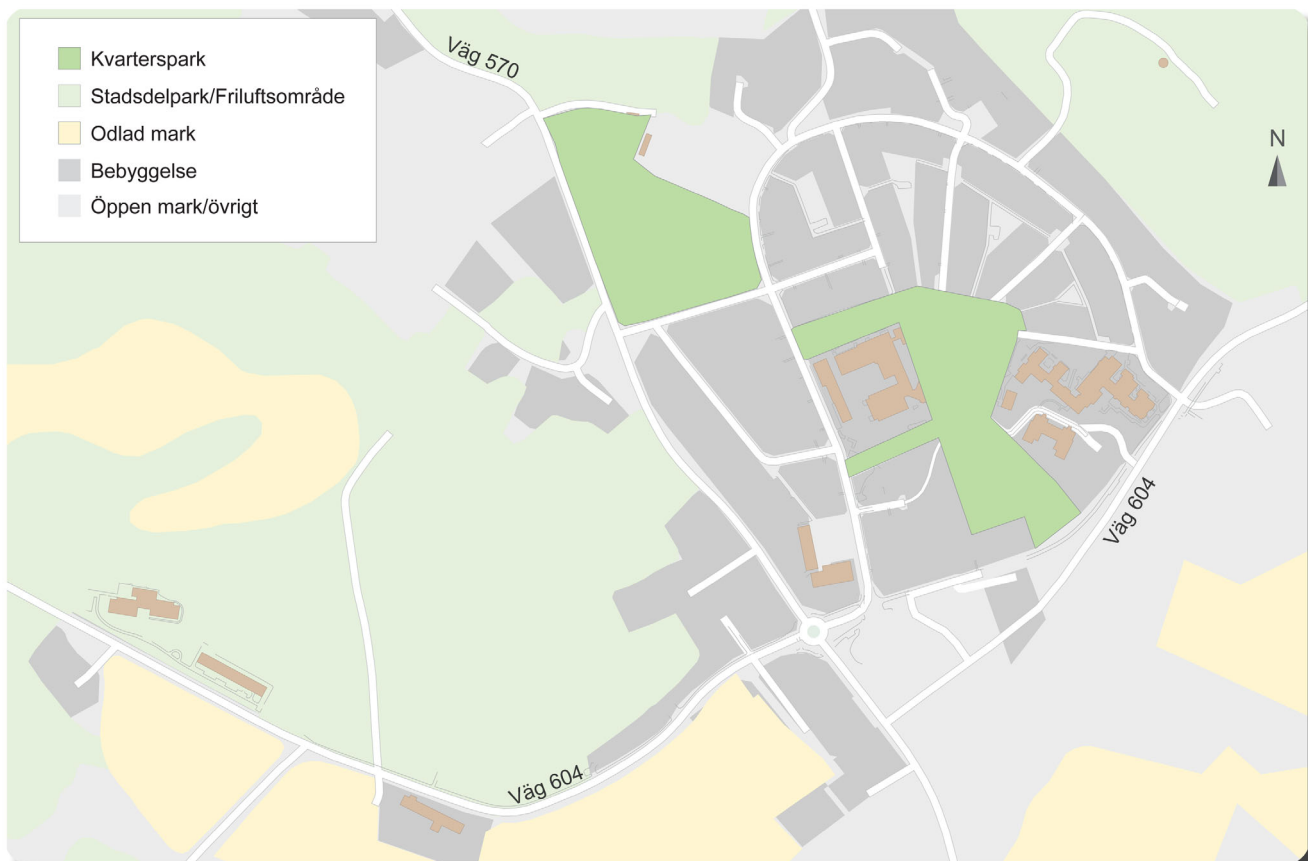 Kvarterspark
Stadsdelpark/Friluftsområde
Odlad mark
Bebyggelse
Öppen mark/övrigt
Väg 570
N
Väg 604
Väg 604